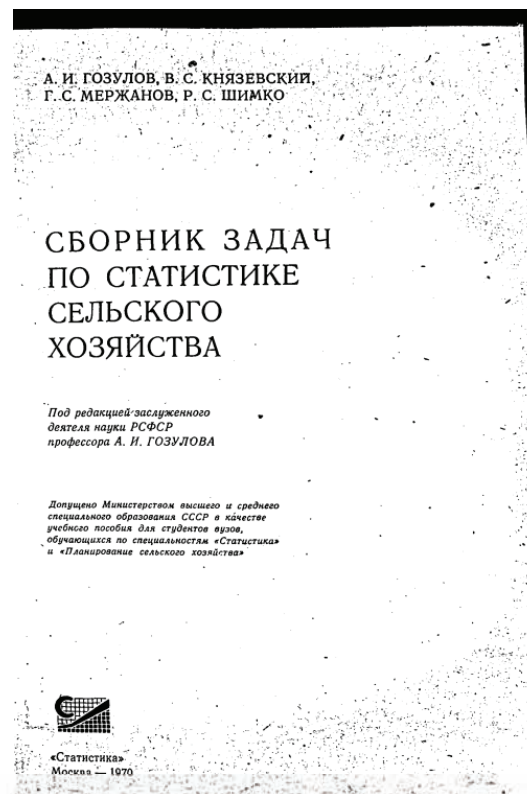 А. И. ГОЗУЛОВ, В. С. КНЯЗЕВСКИЙ,
Г. С. МЕРЖАНОВ, Р. С. ШИМКО
СБОРНИК ЗАДАЧ
ПО СТАТИСТИКЕ
СЕЛЬСКОГО
ХОЗЯЙСТВА
Под редакцией заслуженного
деятеля науки РСФСР
профессора А. И. ГОЗУЛОВА
Допущено Министерством высшего и среднего
специального образования СССР в качестве
учебного пособия для студентов вузов,
обучающихся по специальностям «Статистика»
и «Планирование сельского хозяйства»
«Статистика»
Москва — 1970